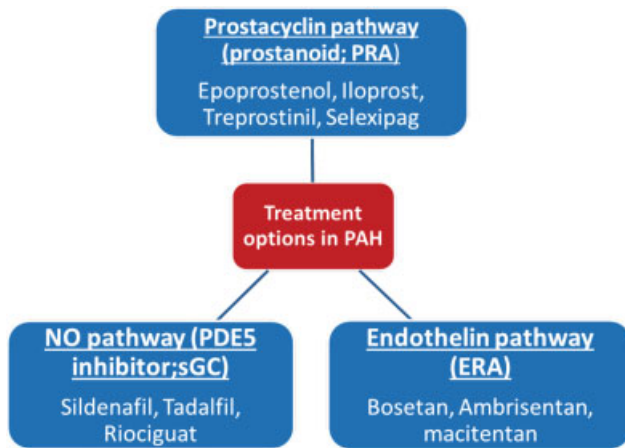 Prostacyclin pathway
(prostanoid; PRA)
Epoprostenol, Iloprost,
Treprostinil, Selexipag
Treatment
options in PAH
NO pathway (PDE5
inhibitor;sGC)
Sildenafil, Tadalfil,
Riociguat
Endothelin pathway
(ERA)
Bosetan, Ambrisentan,
macitentan